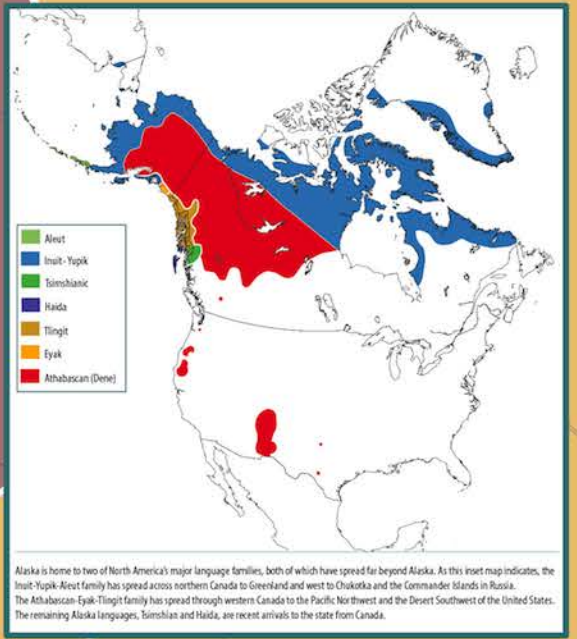 Aleut
Inuit - Yupik
Tsimshianic
Haida
Tlingit
Eyak
Athabascan (Dene)
Alaska is home to two of North America's major language families, both of which have spread far beyond Alaska. As this inset map indicates, the
Inuit-Yupik-Aleut family has spread across northern Canada to Greenland and west to Chukotka and the Commander Islands in Russia.
The Athabascan-Eyak-Tlingit family has spread through western Canada to the Pacific Northwest and the Desert Southwest of the United States.
The remaining Alaska languages, Tsimshian and Haida, are recent arrivals to the state from Canada.